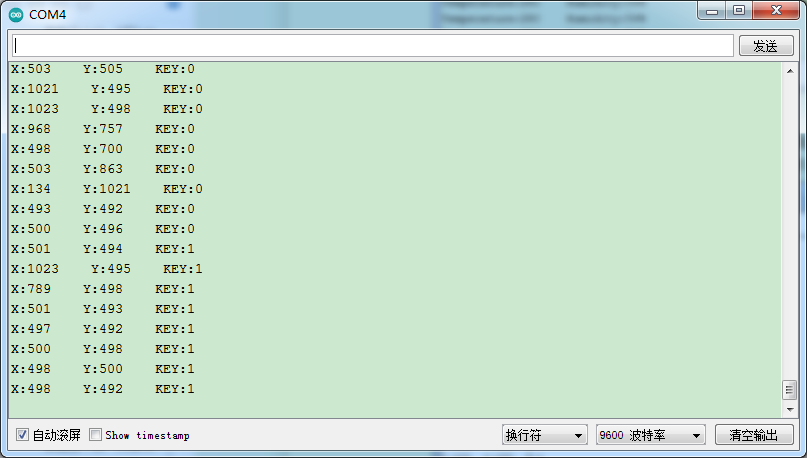 COM4
发送
X:503 Y:505 KEY:0
X:1021 Y:495 KEY:0
X:1023 Y:498 KEY:0
X:968 Y:757 KEY:0
X:498 Y:700 KEY:0
X:503 Y:863 KEY:0
X:134 Y:1021 KEY:0
X:493 Y:492 KEY:0
X:500 Y:496 KEY:0
X:501 Y:494 KEY:1
X:1023 Y:495 KEY:1
X:789 Y:498 KEY:1
X:501 Y:493 KEY:1
X:497 Y:492 KEY:1
X:500 Y:498 KEY:1
X:498 Y:500 KEY:1
X:498 Y:492 KEY:1
自动滚屏 Show timestamp 换行符 9600 波特率 清空输出